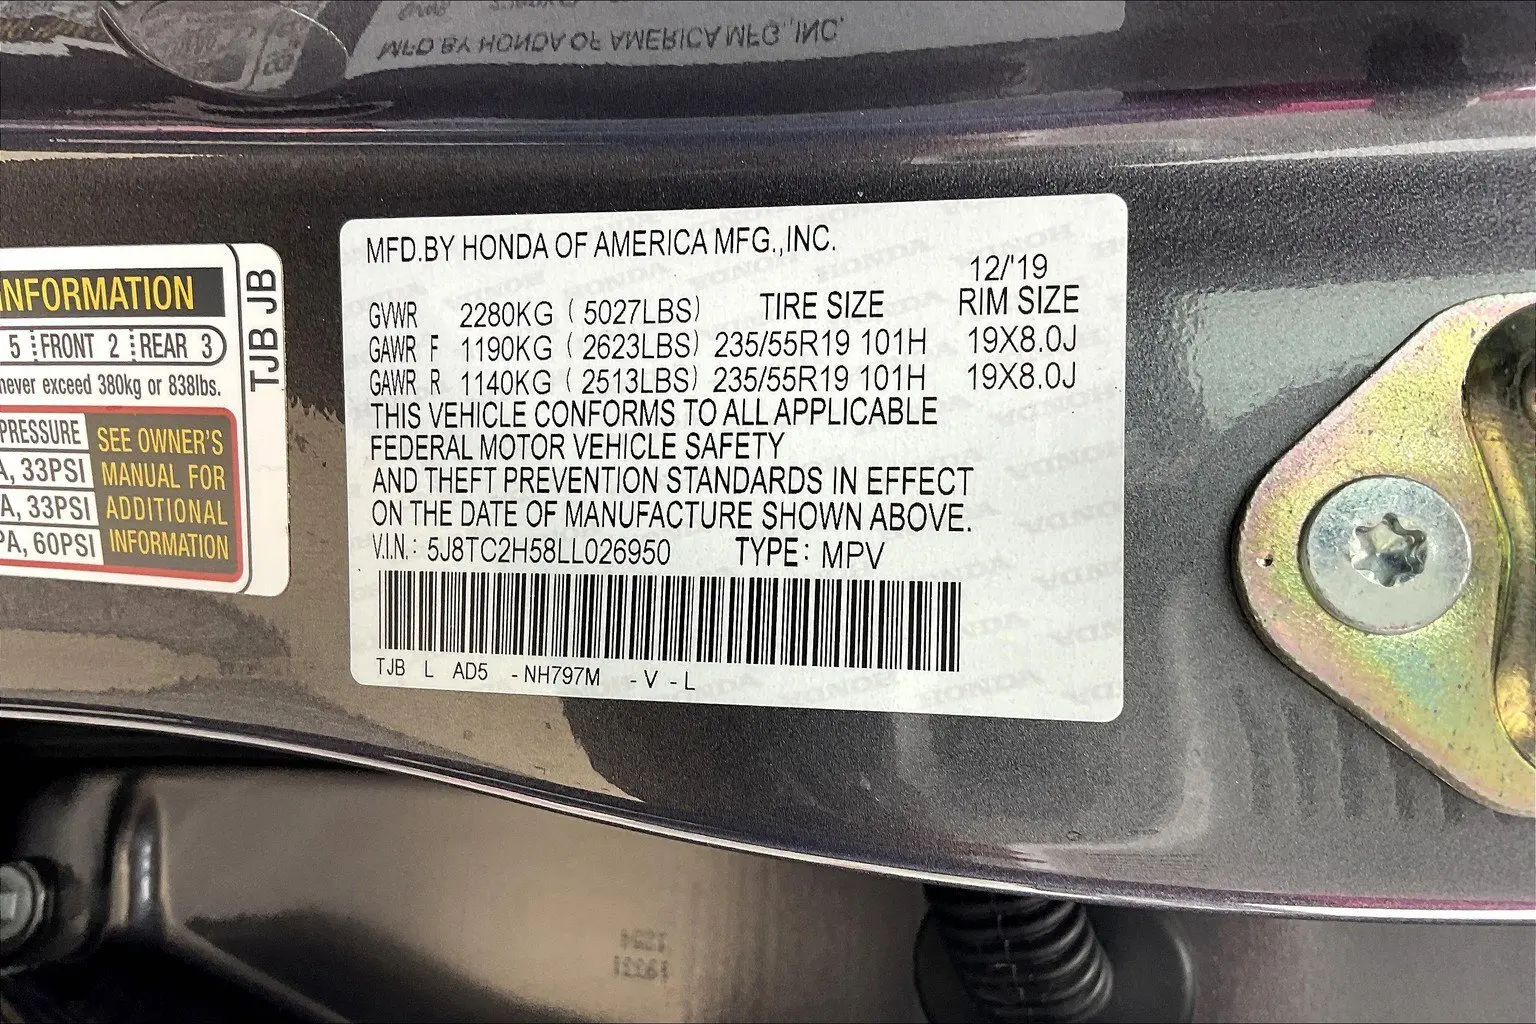 MFD.BY HONDA OF AMERICA MFG.,INC.
INFORMATION
5 FRONT 2 REAR 3
never exceed 380kg or 838lbs.
PRESSURE
A, 33PSI
A, 33PSI
PA, 60PSI
SEE OWNER'S
MANUAL FOR
ADDITIONAL
INFORMATION
TJB JB
MFD.BY HONDA OF AMERICA MFG.,INC.
12/'19
GVWR 2280KG (5027LBS) TIRE SIZE RIM SIZE
GAWR F 1190KG (2623LBS) 235/55R19 101H 19X8.0J
GAWR R 1140KG (2513LBS) 235/55R19 101H 19X8.0J
THIS VEHICLE CONFORMS TO ALL APPLICABLE
FEDERAL MOTOR VEHICLE SAFETY
AND THEFT PREVENTION STANDARDS IN EFFECT
ON THE DATE OF MANUFACTURE SHOWN ABOVE.
V.I.N.: 5J8TC2H58LL026950 TYPE: MPV
TJB L AD5 -NH797M -V -L